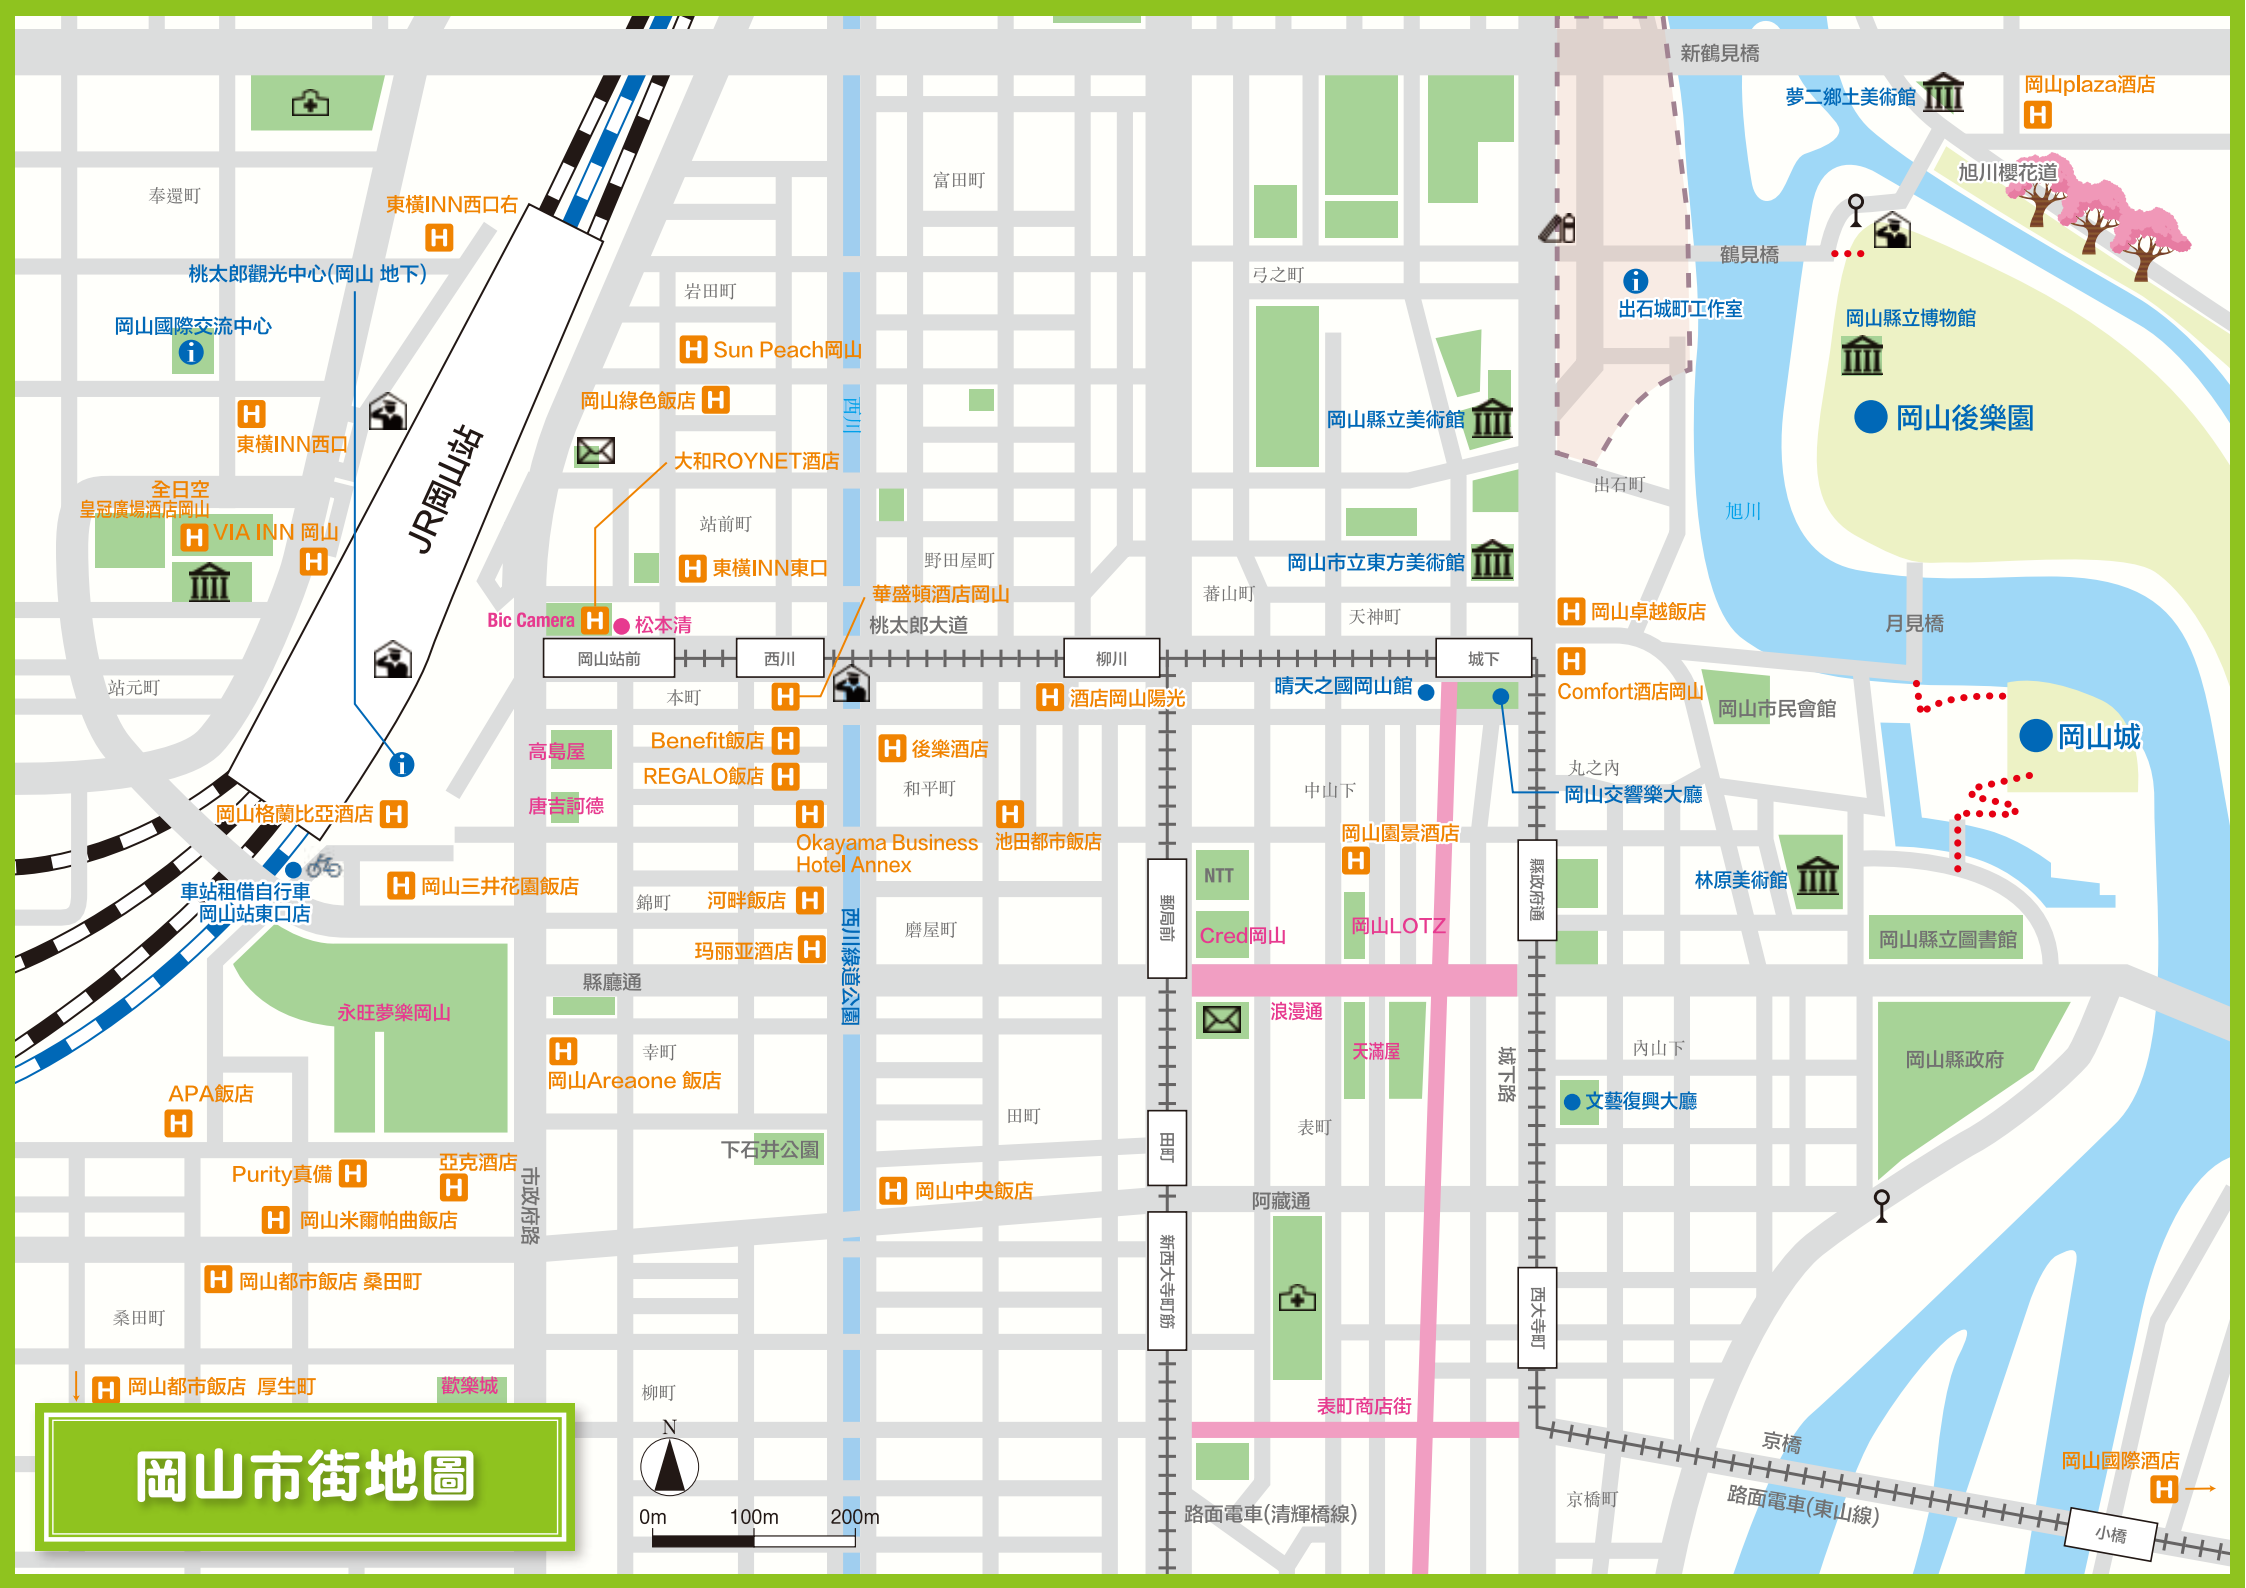 新鶴見橋
岡山plaza酒店
H
夢二鄉土美術館
旭川櫻花道
奉還町
富田町
東橫INN西口右
H
鶴見橋
桃太郎觀光中心(岡山 地下)
弓之町
岩田町
出石城町工作室
岡山國際交流中心
岡山縣立博物館
H Sun Peach岡山
岡山綠色飯店 H
西川
岡山縣立美術館
岡山後樂園
H
東橫INN西口
JR岡山站
大和ROYNET酒店
全日空
皇冠廣場酒店岡山
H
VIA INN 岡山
H
出石町
旭川
站前町
野田屋町
岡山市立東方美術館
H 東橫INN東口
華盛頓酒店岡山
蕃山町
天神町
H 岡山卓越飯店
Bic Camera H 松本清
桃太郎大道
月見橋
岡山站前
西川
柳川
城下
H
Comfort酒店岡山
站元町
本町
H
H 酒店岡山陽光
晴天之國岡山館
岡山市民會館
岡山城
高島屋
Benefit飯店 H
H 後樂酒店
REGALO飯店 H
和平町
中山下
丸之內
岡山交響樂大廳
唐吉訶德
岡山格蘭比亞酒店 H
H
Okayama Business
Hotel Annex
H
池田都市飯店
岡山園景酒店
H
車站租借自行車
岡山站東口店
H 岡山三井花園飯店
錦町
河畔飯店 H
NTT
郵局前
縣政府通
林原美術館
西川綠道公園
磨屋町
Cred岡山
岡山LOTZ
岡山縣立圖書館
玛丽亚酒店 H
縣廳通
永旺夢樂岡山
浪漫通
天滿屋
城下路
內山下
岡山縣政府
H
岡山Areaone 飯店
幸町
APA飯店
H
文藝復興大廳
田町
表町
下石井公園
田町
Purity真備 H
亞克酒店
H
市政府路
H 岡山中央飯店
阿藏通
H 岡山米爾帕曲飯店
新西大寺町筋
西大寺町
H 岡山都市飯店 桑田町
桑田町
H 岡山都市飯店 厚生町
歡樂城
柳町
表町商店街
N
京橋
岡山國際酒店
H
岡山市街地圖
0m 100m 200m
路面電車(清輝橋線)
京橋町
路面電車(東山線)
小橋